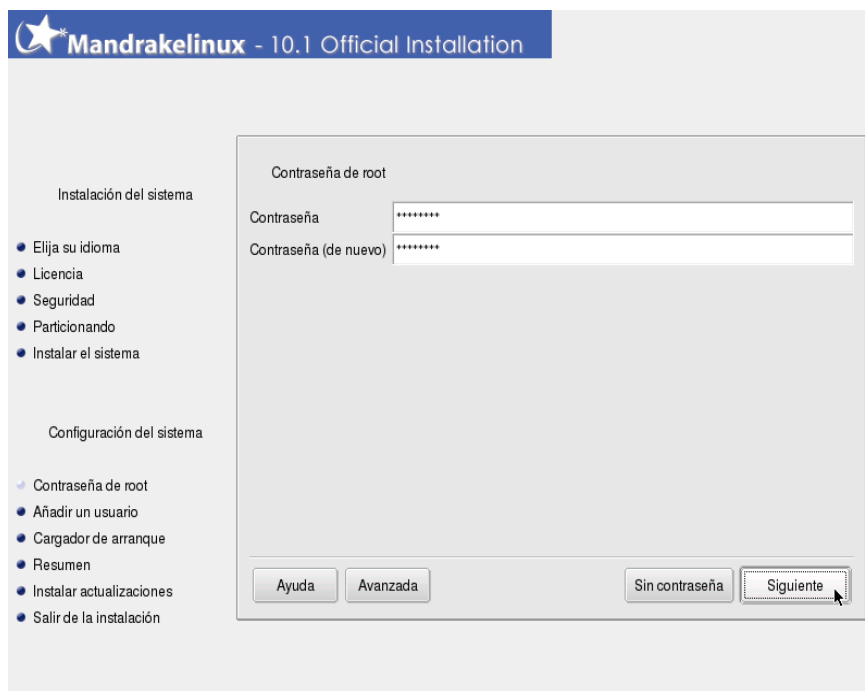 Mandrakelinux - 10.1 Official Installation
Instalación del sistema
Elija su idioma
Licencia
Seguridad
Particionando
Instalar el sistema
Configuración del sistema
Contraseña de root
Añadir un usuario
Cargador de arranque
Resumen
Instalar actualizaciones
Salir de la instalación
Contraseña de root
Contraseña ********
Contraseña (de nuevo) ********
Ayuda Avanzada Sin contraseña Siguiente